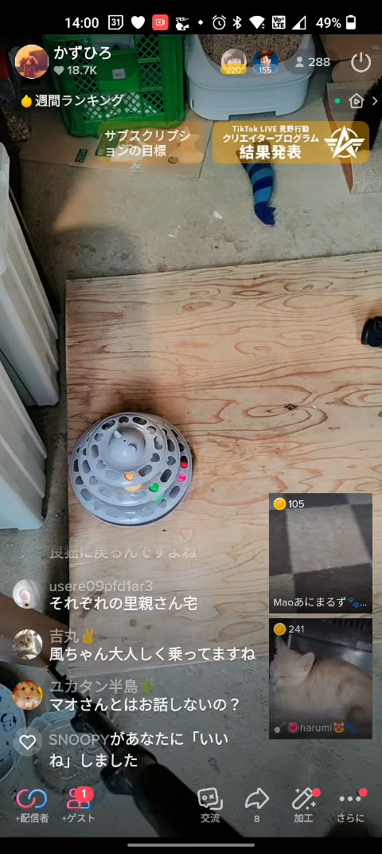 14:00
31
49%
かずひろ
18.7K
220
155
288
週間ランキング
サブスクリプシ
ョンの目標
TikTok LIVE 荒野行動
クリエイタープログラム
結果発表
良猫に戻るんですよね
usere09pfd1ar3
それぞれの里親さん宅
吉丸✌
風ちゃん大人しく乗ってますね
ユカタン半島🌿
マオさんとはお話しないの？
SNOOPYがあなたに「いい
ね」しました
105
Maoあにまるず🐾...
241
🌺harumi🐱🐾...
+配信者
1
+ゲスト
交流
8
加工
さらに